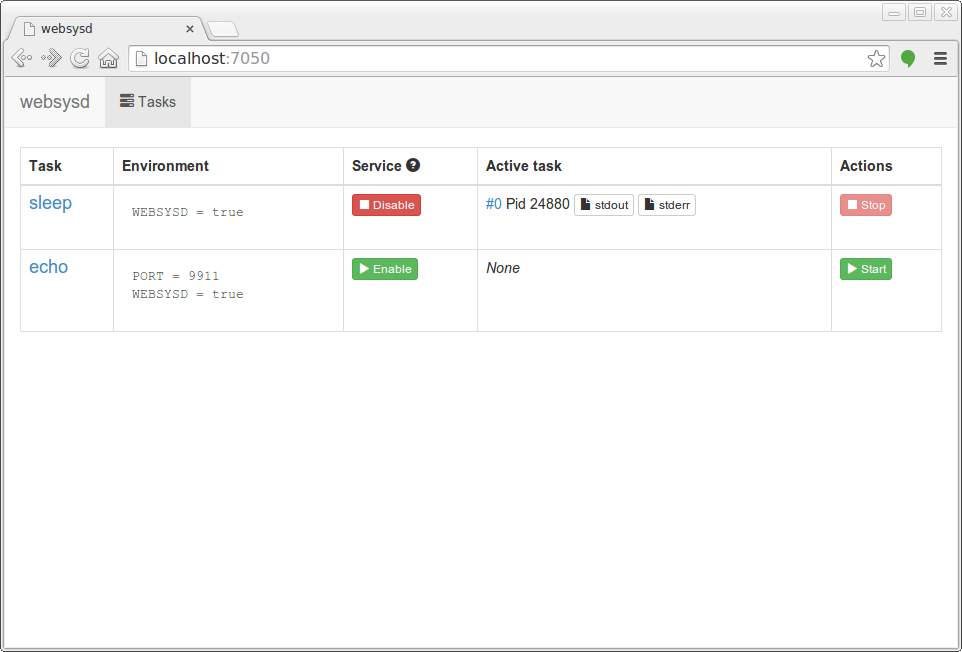 websysd
localhost:7050
websysd Tasks
Task Environment Service Active task Actions
sleep WEBSYSD = true Disable #0 Pid 24880 stdout stderr Stop
echo PORT = 9911 Enable None Start
WEBSYSD = true